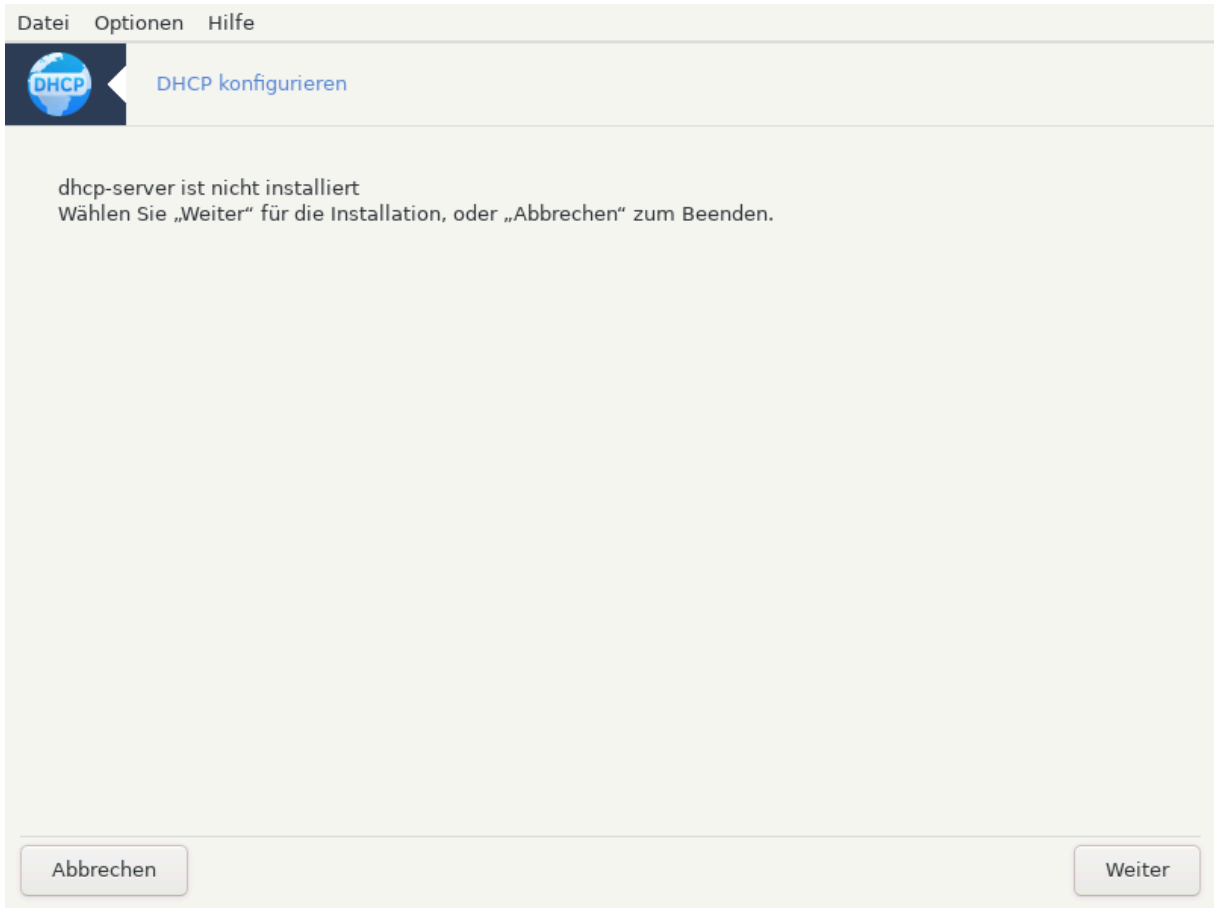 Datei Optionen Hilfe
DHCP
DHCP konfigurieren
dhcp-server ist nicht installiert
Wählen Sie „Weiter“ für die Installation, oder „Abbrechen“ zum Beenden.
Abbrechen
Weiter